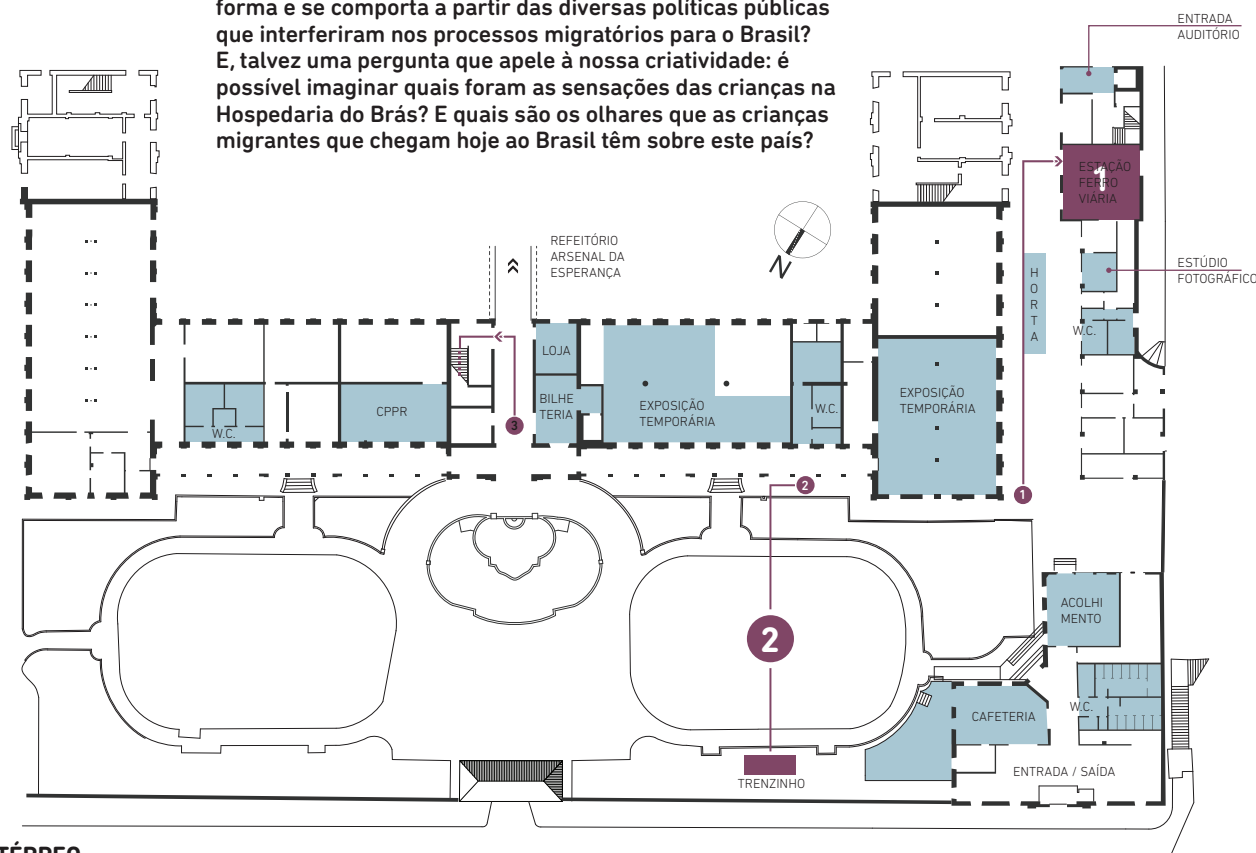 forma e se comporta a partir das diversas políticas públicas
que interferiram nos processos migratórios para o Brasil?
E, talvez uma pergunta que apele à nossa criatividade: é
possível imaginar quais foram as sensações das crianças na
Hospedaria do Brás? E quais são os olhares que as crianças
migrantes que chegam hoje ao Brasil têm sobre este país?
ENTRADA
AUDITÓRIO
1
ESTAÇÃO
FERRO
VIÁRIA
REFEITÓRIO
ARSENAL DA
ESPERANÇA
N
ESTÚDIO
FOTOGRÁFICO
H
O
R
T
A
W.C.
LOJA
BILHE
TERIA
CPPR
W.C.
3
EXPOSIÇÃO
TEMPORÁRIA
W.C.
EXPOSIÇÃO
TEMPORÁRIA
2
1
2
ACOLHI
MENTO
W.C.
CAFETERIA
ENTRADA / SAÍDA
TRENZINHO
TÉRREO